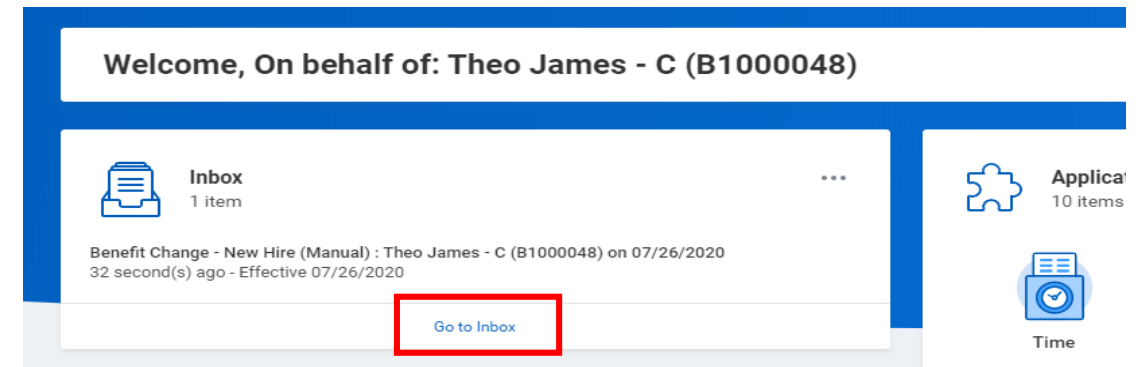 Welcome, On behalf of: Theo James - C (B1000048)
Inbox
1 item
Benefit Change - New Hire (Manual) : Theo James - C (B1000048) on 07/26/2020
32 second(s) ago - Effective 07/26/2020
Go to Inbox
Applicat
10 items
Time